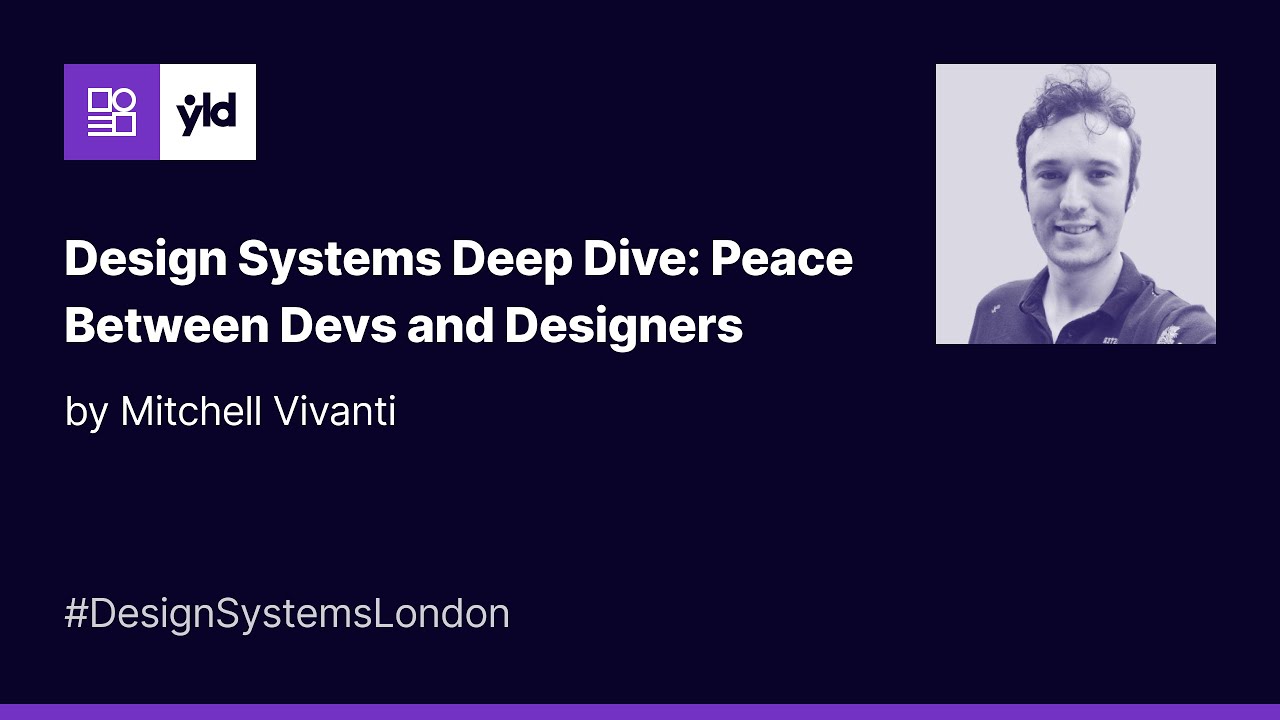 yld
Design Systems Deep Dive: Peace
Between Devs and Designers
by Mitchell Vivanti
#DesignSystemsLondon